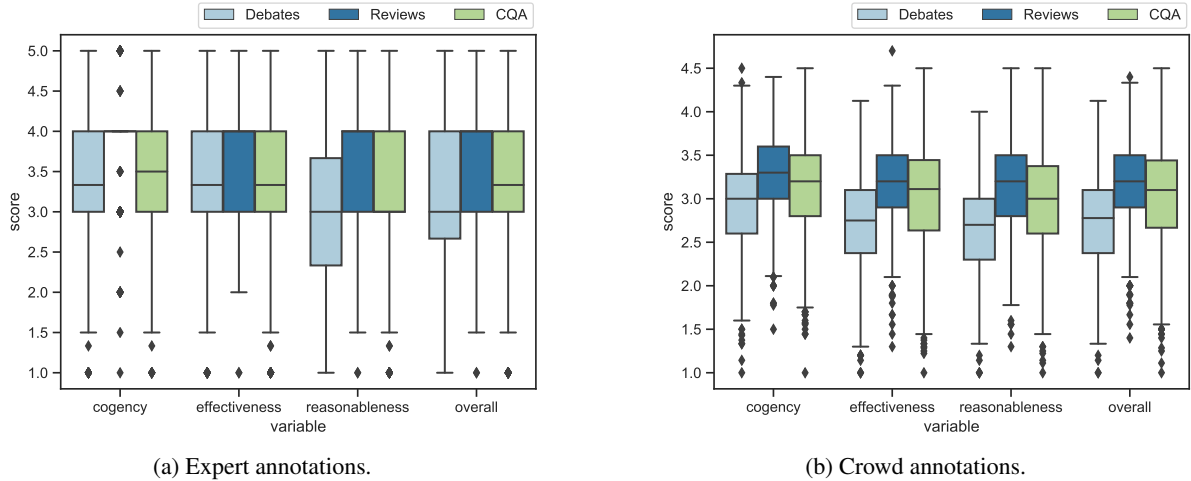 Debates Reviews CQA
5.0
4.5
4.0
3.5
3.0
2.5
2.0
1.5
1.0
score
cogency effectiveness reasonableness overall
variable
(a) Expert annotations.
Debates Reviews CQA
4.5
4.0
3.5
3.0
2.5
2.0
1.5
1.0
score
cogency effectiveness reasonableness overall
variable
(b) Crowd annotations.